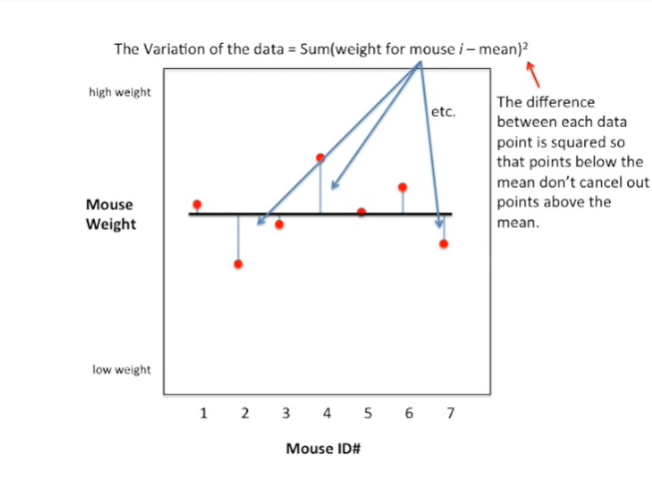 The Variation of the data = Sum(weight for mouse i – mean)²
high weight
etc.
The difference
between each data
point is squared so
that points below the
mean don't cancel out
points above the
mean.
Mouse
Weight
low weight
1 2 3 4 5 6 7
Mouse ID#